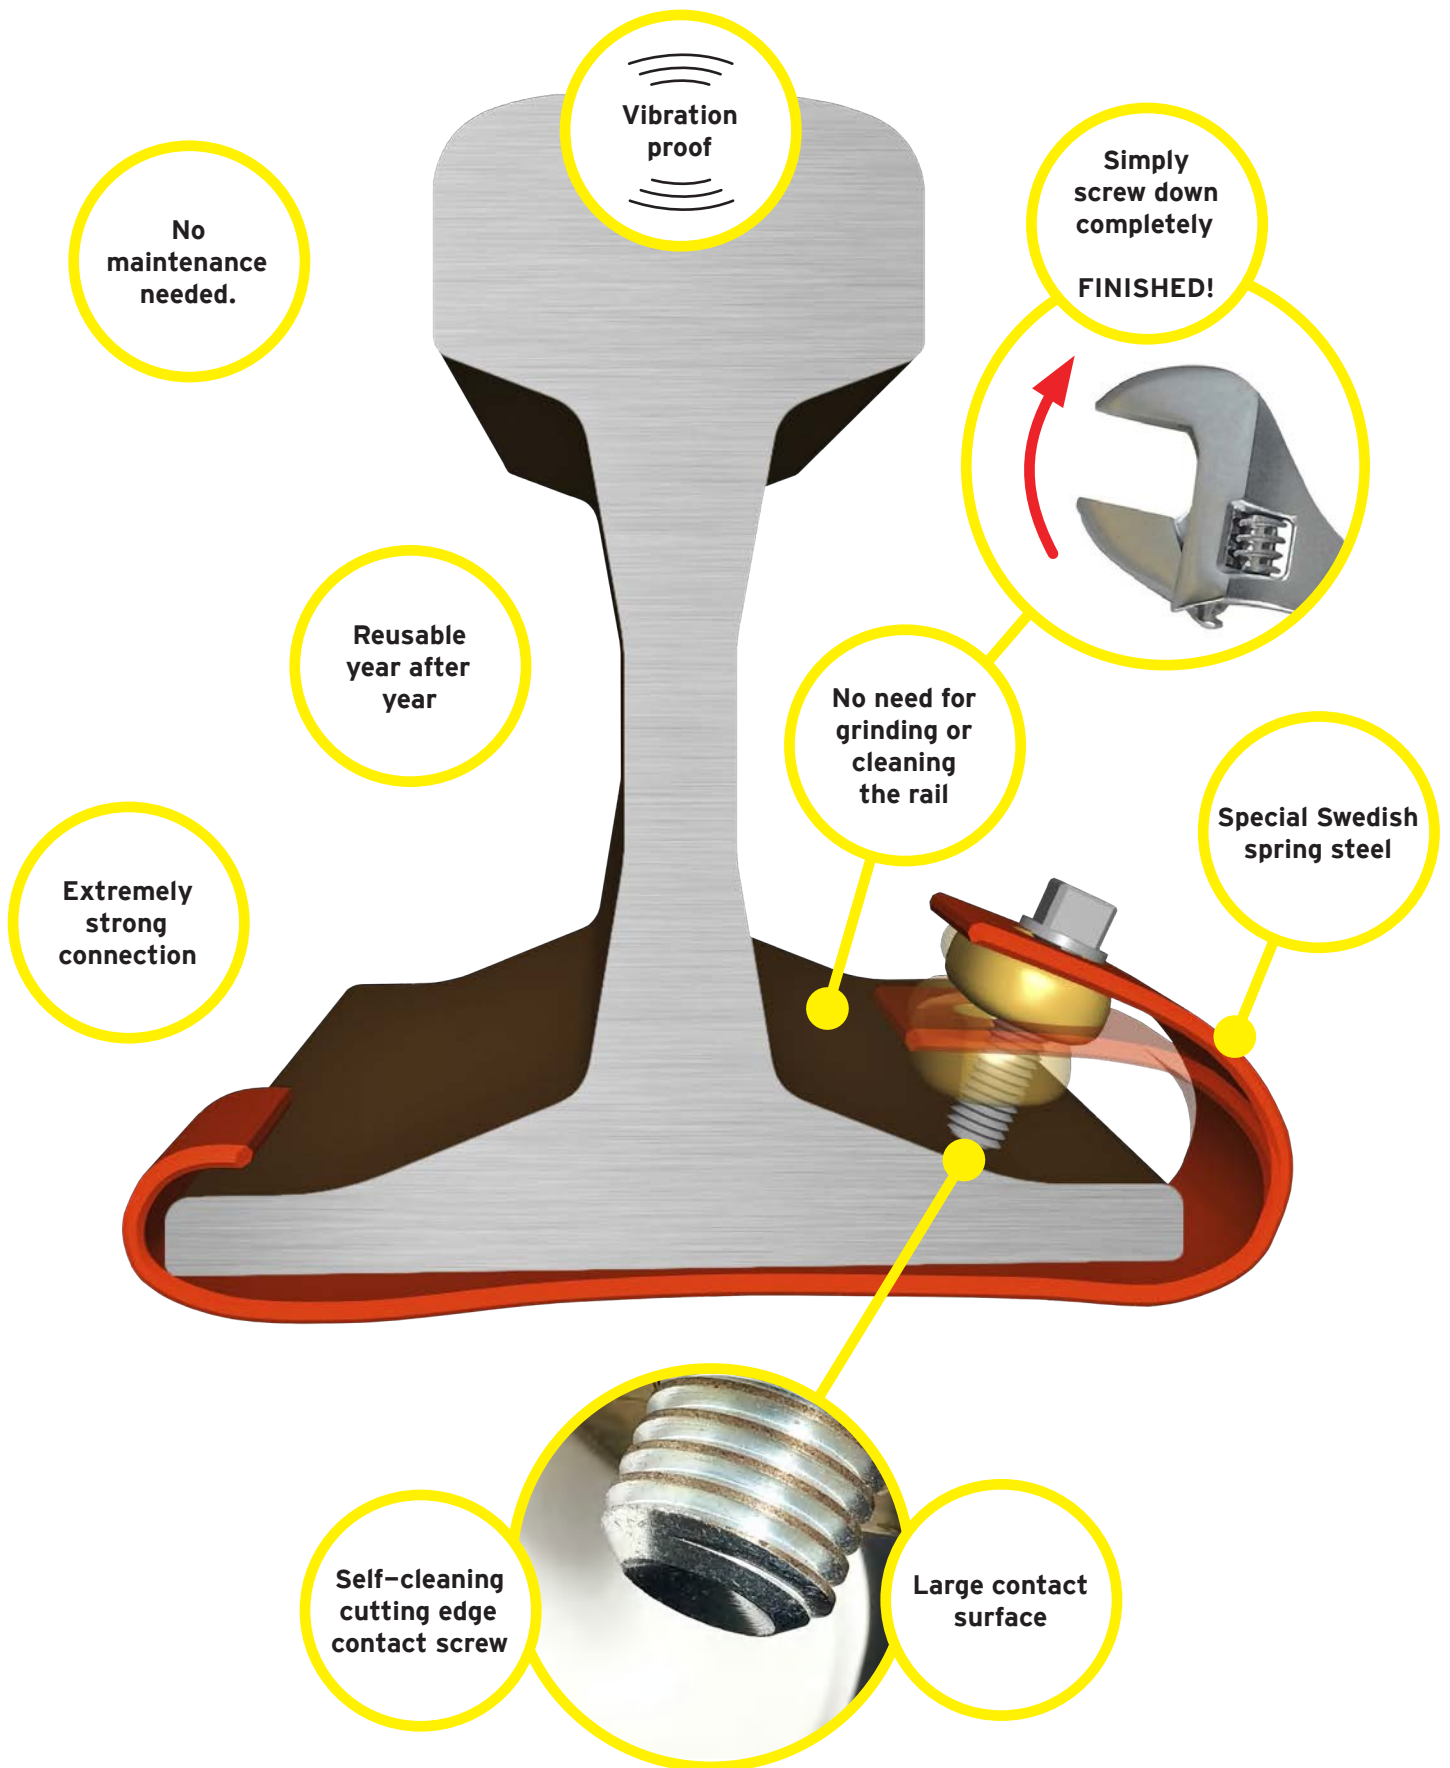 Vibration
proof
Simply
screw down
completely
FINISHED!
No
maintenance
needed.
Reusable
year after
year
No need for
grinding or
cleaning
the rail
Special Swedish
spring steel
Extremely
strong
connection
Self-cleaning
cutting edge
contact screw
Large contact
surface